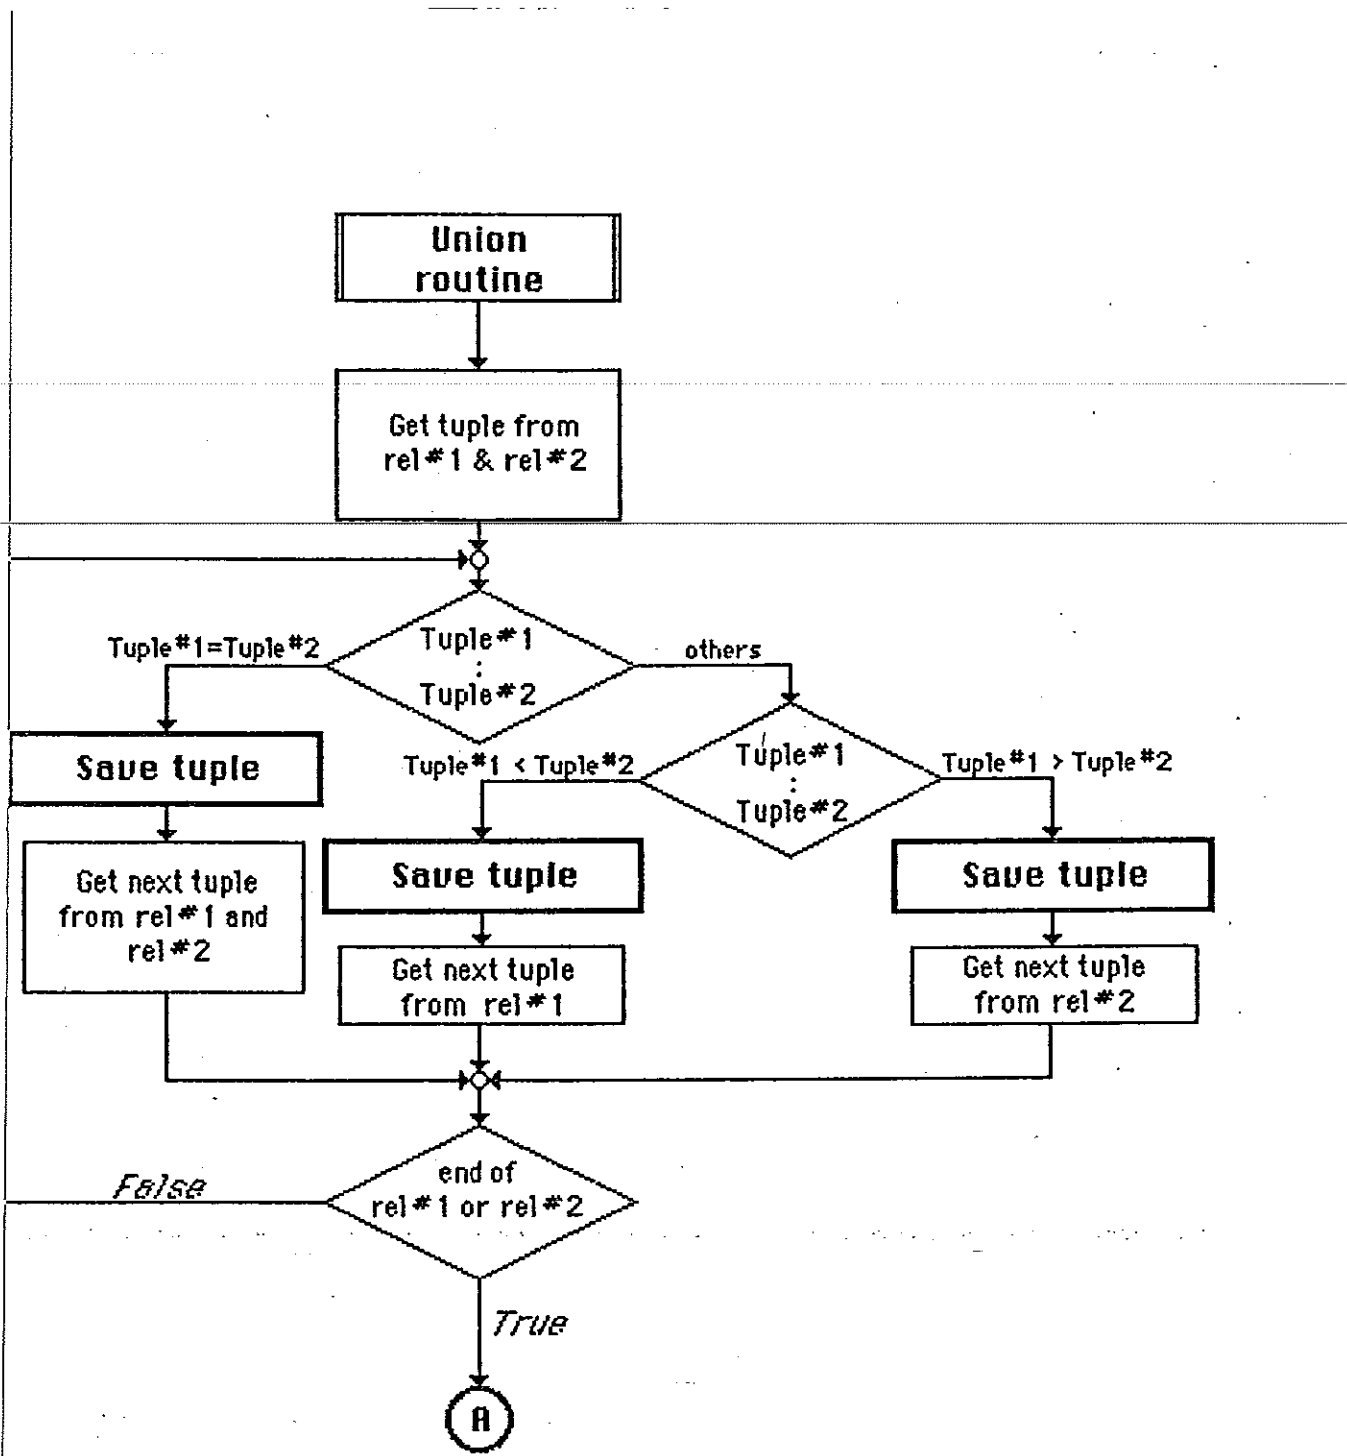 Union
routine
Get tuple from
rel#1 & rel#2
Tuple#1=Tuple#2
Tuple#1
:
Tuple#2
others
Save tuple
Tuple#1 < Tuple#2
Tuple#1
:
Tuple#2
Tuple#1 > Tuple#2
Get next tuple
from rel#1 and
rel#2
Save tuple
Save tuple
Get next tuple
from rel#1
Get next tuple
from rel#2
False
end of
rel#1 or rel#2
True
A